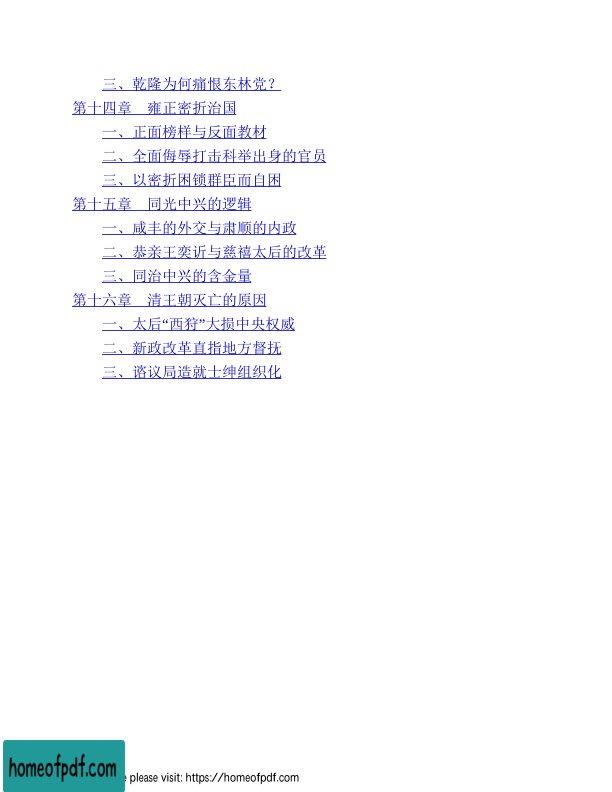 三、乾隆为何痛恨东林党？
第十四章　雍正密折治国
一、正面榜样与反面教材
二、全面侮辱打击科举出身的官员
三、以密折困锁群臣而自困
第十五章　同光中兴的逻辑
一、咸丰的外交与肃顺的内政
二、恭亲王奕䜣与慈禧太后的改革
三、同治中兴的含金量
第十六章　清王朝灭亡的原因
一、太后“西狩”大损中央权威
二、新政改革直指地方督抚
三、谘议局造就士绅组织化
homeofpdf.com
e please visit: https://homeofpdf.com